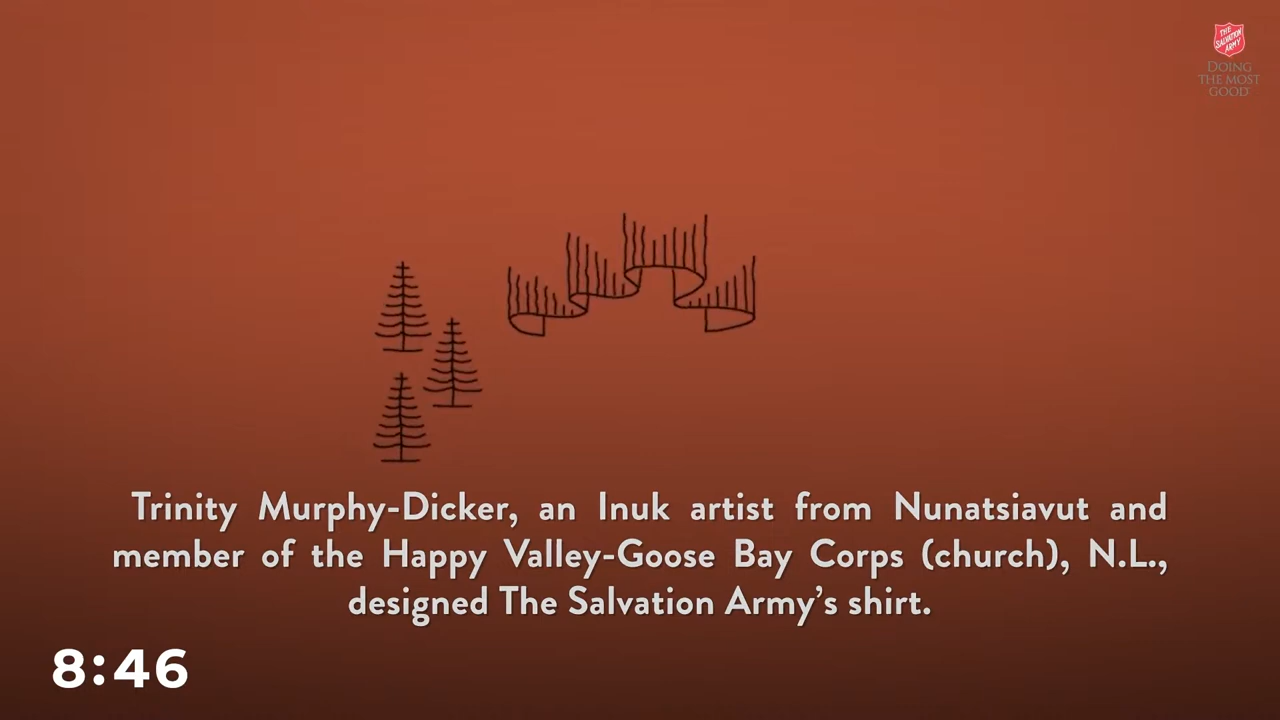 THE
SALVATION
ARMY
DOING
THE MOST
GOOD
Trinity Murphy-Dicker, an Inuk artist from Nunatsiavut and
member of the Happy Valley-Goose Bay Corps (church), N.L.,
designed The Salvation Army’s shirt.
8:46